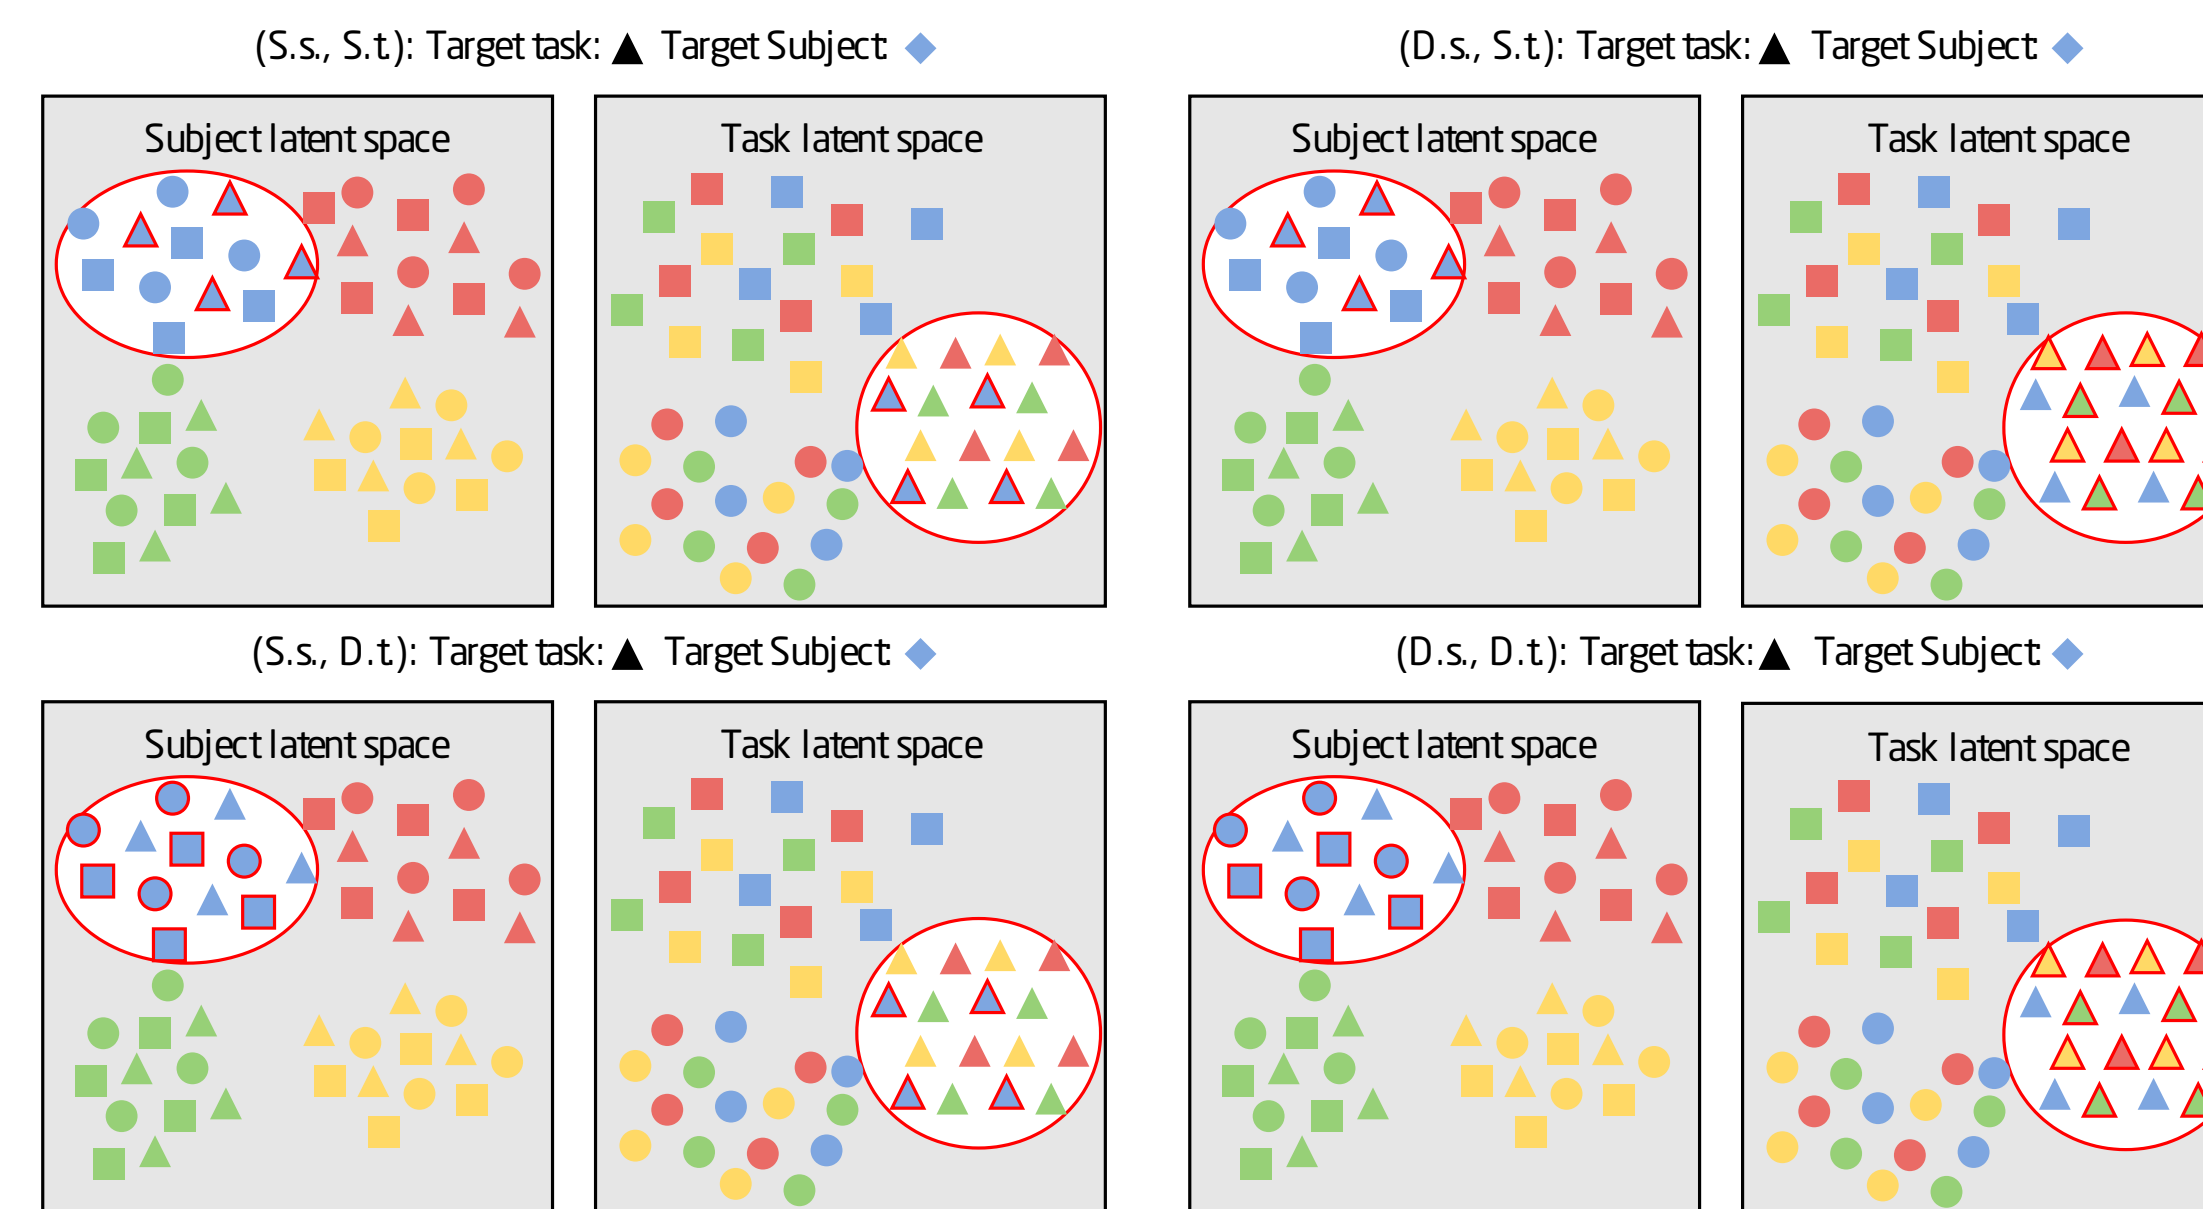 (S.s., S.t.): Target task: Target Subject:
(D.s., S.t.): Target task: Target Subject:
Subject latent space
Task latent space
Subject latent space
Task latent space
(S.s., D.t.): Target task: Target Subject:
(D.s., D.t.): Target task: Target Subject:
Subject latent space
Task latent space
Subject latent space
Task latent space